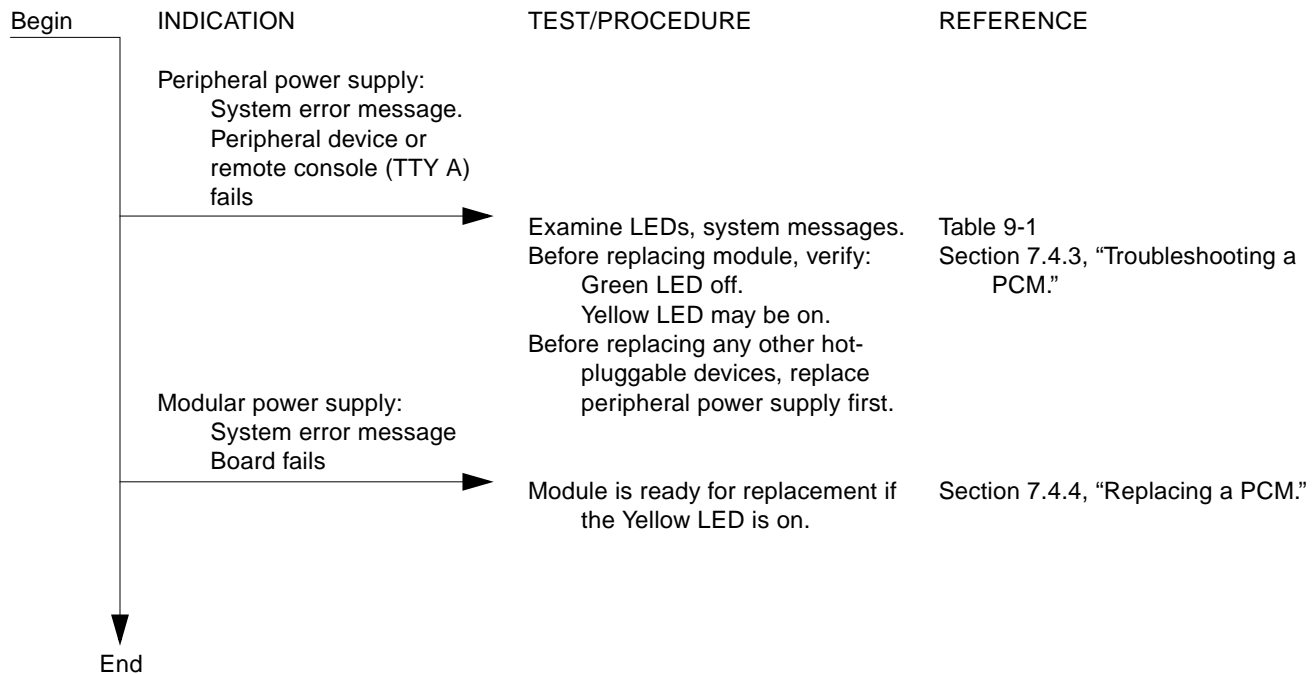 Begin INDICATION TEST/PROCEDURE REFERENCE
Peripheral power supply:
System error message.
Peripheral device or
remote console (TTY A)
fails
Examine LEDs, system messages. Table 9-1
Before replacing module, verify: Section 7.4.3, “Troubleshooting a
Green LED off. PCM.”
Yellow LED may be on.
Before replacing any other hot-
pluggable devices, replace
peripheral power supply first.
Modular power supply:
System error message
Board fails
Module is ready for replacement if Section 7.4.4, “Replacing a PCM.”
the Yellow LED is on.
End